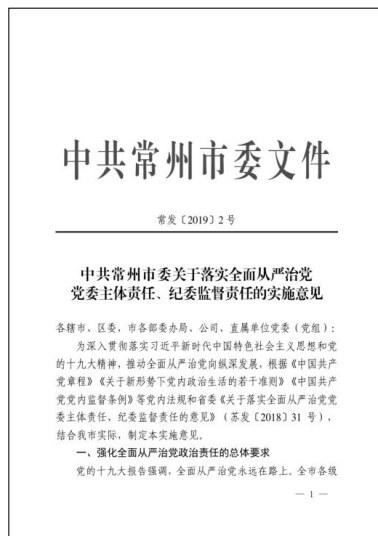 中共常州市委文件
常发〔2019〕2号
中共常州市委关于落实全面从严治党
党委主体责任、纪委监督责任的实施意见
各辖市、区委,市各部委办局、公司、直属单位党委(党组):
为深入贯彻落实习近平新时代中国特色社会主义思想和党
的十九大精神,推动全面从严治党向纵深发展,根据《中国共产
党章程》《关于新形势下党内政治生活的若干准则》《中国共产
党党内监督条例》等党内法规和省委《关于落实全面从严治党党
委主体责任、纪委监督责任的意见》(苏发〔2018〕31号),
结合我市实际,制定本实施意见。
一、强化全面从严治党政治责任的总体要求
党的十九大报告强调,全面从严治党永远在路上。全市各级
— 1 —